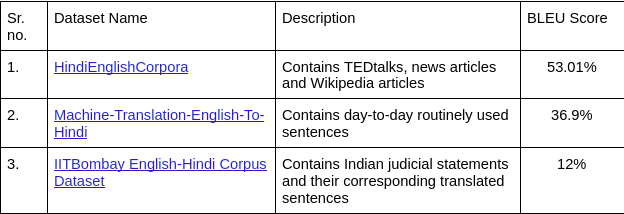 Sr. no. Dataset Name Description BLEU Score
1. HindiEnglishCorpora Contains TEDtalks, news articles 53.01%
and Wikipedia articles
2. Machine-Translation-English-To- Contains day-to-day routinely used 36.9%
Hindi sentences
3. IITBombay English-Hindi Corpus Contains Indian judicial statements 12%
Dataset and their corresponding translated
sentences